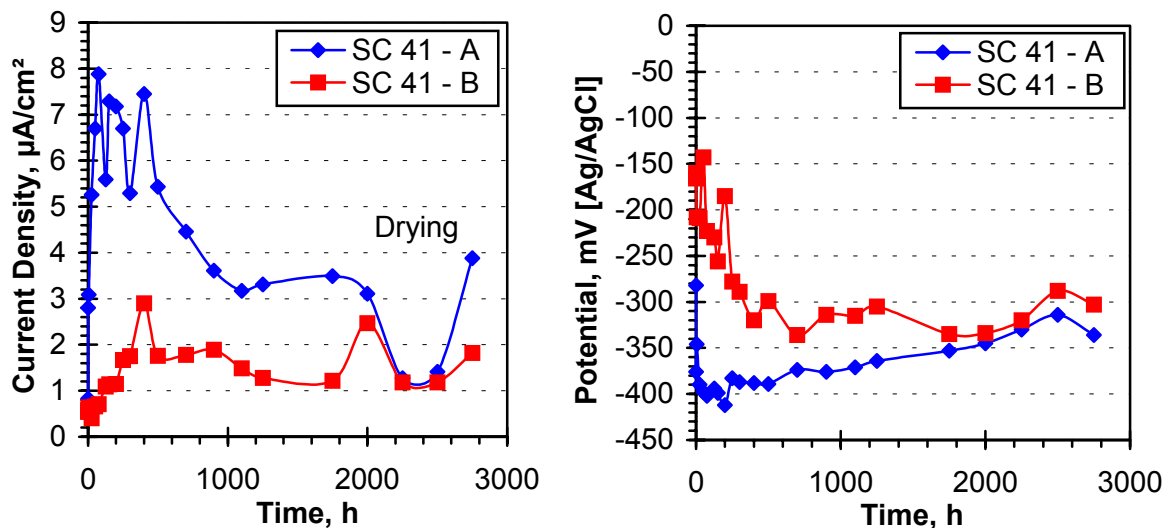 Current Density, µA/cm²
9
8
7
6
5
4
3
2
1
0
SC 41 - A
SC 41 - B
Drying
0 1000 2000 3000
Time, h
Potential, mV [Ag/AgCl]
0
-50
-100
-150
-200
-250
-300
-350
-400
-450
SC 41 - A
SC 41 - B
0 1000 2000 3000
Time, h